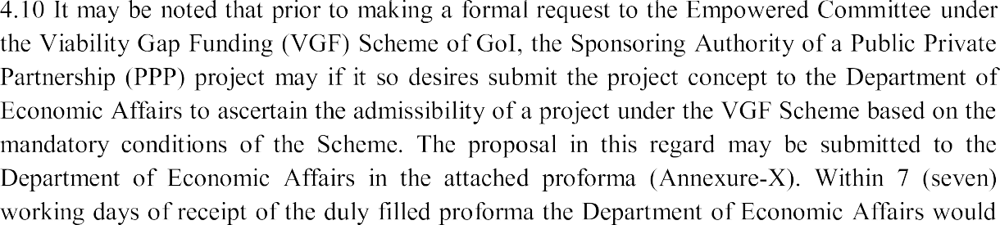 4.10 It may be noted that prior to making a formal request to the Empowered Committee under
the Viability Gap Funding (VGF) Scheme of GoI, the Sponsoring Authority of a Public Private
Partnership (PPP) project may if it so desires submit the project concept to the Department of
Economic Affairs to ascertain the admissibility of a project under the VGF Scheme based on the
mandatory conditions of the Scheme. The proposal in this regard may be submitted to the
Department of Economic Affairs in the attached proforma (Annexure-X). Within 7 (seven)
working days of receipt of the duly filled proforma the Department of Economic Affairs would